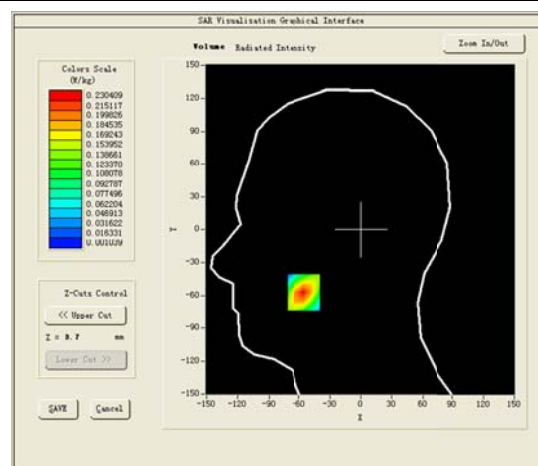 SAR Visualisation Graphical Interface
Volume Radiated Intensity
Zoom In/Out
Colors Scale
(W/kg)
0.230409
0.215117
0.199826
0.184535
0.169243
0.153952
0.138661
0.123370
0.108078
0.092787
0.077496
0.062204
0.046913
0.031622
0.016331
0.001039
Z-Cuts Control
<< Upper Cut
Z = mm
Lower Cut >>
SAVE
Cancel
150
120
90
60
30
0
-30
-60
-90
-120
-150
Y
-150 -120 -90 -60 -30 0 30 60 90 120 150
X